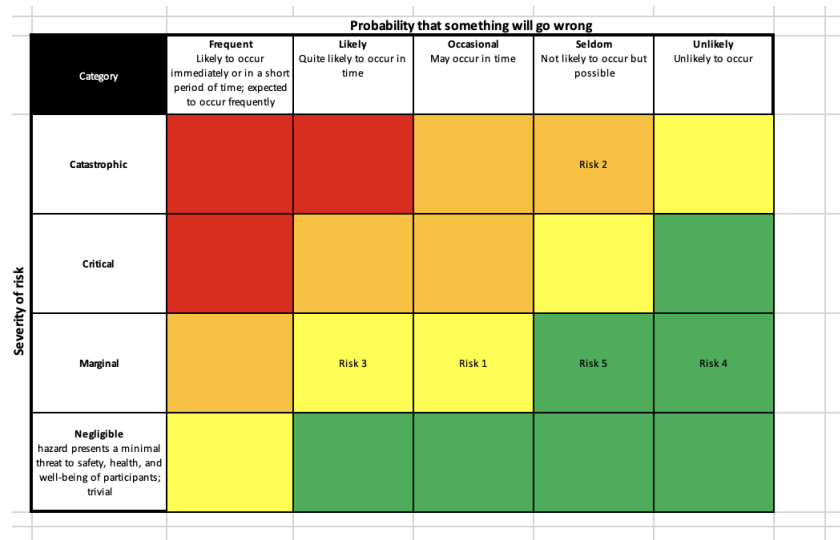 Probability that something will go wrong
Category
Frequent
Likely to occur
immediately or in a short
period of time; expected
to occur frequently
Likely
Quite likely to occur in
time
Occasional
May occur in time
Seldom
Not likely to occur but
possible
Unlikely
Unlikely to occur
Severity of risk
Catastrophic
Risk 2
Critical
Marginal
Risk 3
Risk 1
Risk 5
Risk 4
Negligible
hazard presents a minimal
threat to safety, health, and
well-being of participants;
trivial